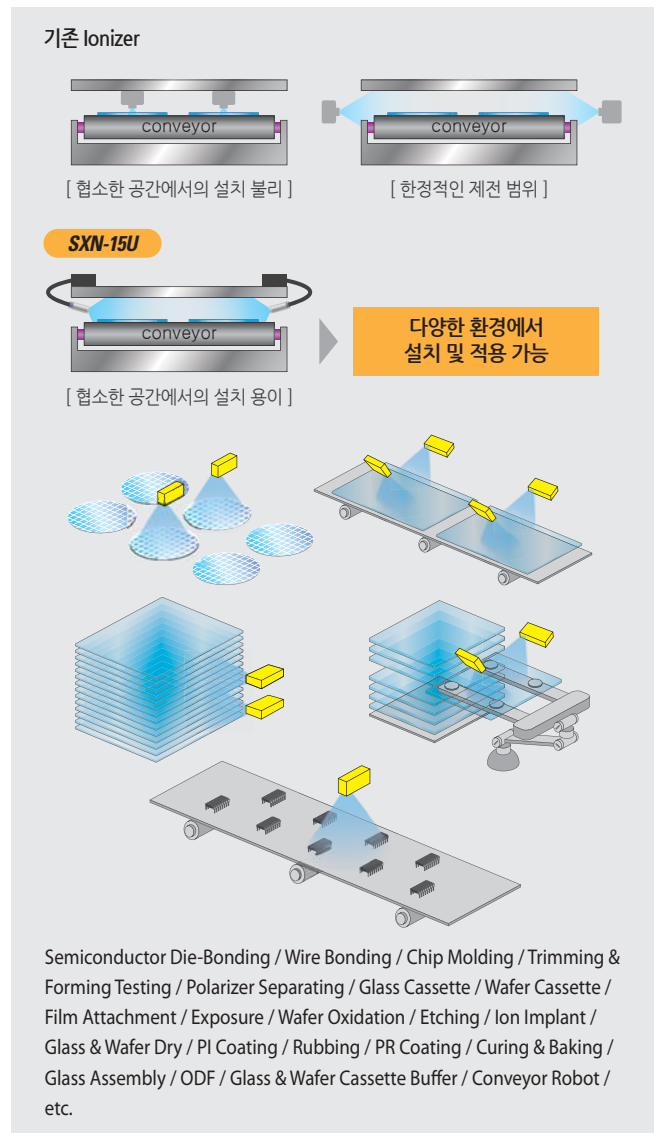 기존 Ionizer
conveyor
conveyor
[ 협소한 공간에서의 설치 불리 ]
[ 한정적인 제전 범위 ]
SXN-15U
conveyor
다양한 환경에서
설치 및 적용 가능
[ 협소한 공간에서의 설치 용이 ]
Semiconductor Die-Bonding / Wire Bonding / Chip Molding / Trimming &
Forming Testing / Polarizer Separating / Glass Cassette / Wafer Cassette /
Film Attachment / Exposure / Wafer Oxidation / Etching / Ion Implant /
Glass & Wafer Dry / PI Coating / Rubbing / PR Coating / Curing & Baking /
Glass Assembly / ODF / Glass & Wafer Cassette Buffer / Conveyor Robot /
etc.